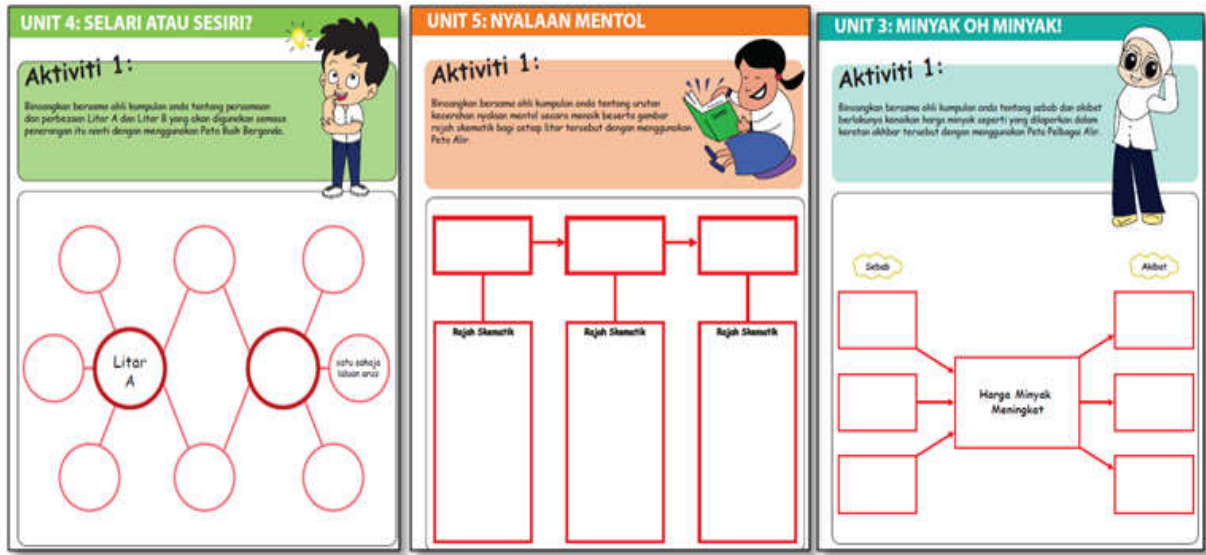 UNIT 4: SELARI ATAU SESIRI?
Aktiviti 1:
Bincangkan bersama ahli kumpulan anda tentang persamaan
dan perbezaan Litar A dan Litar B yang akan digunakan semasa
penerangan itu nanti dengan menggunakan Peta Buih Berganda.
Litar
A
satu sahaja
laluan arus
UNIT 5: NYALAAN MENTOL
Aktiviti 1:
Bincangkan bersama ahli kumpulan anda tentang urutan
kecerahan nyalaan mentol secara menaik beserta gambar
rajah skematik bagi setiap litar tersebut dengan menggunakan
Peta Alir.
Rajah Skematik
Rajah Skematik
Rajah Skematik
UNIT 3: MINYAK OH MINYAK!
Aktiviti 1:
Bincangkan bersama ahli kumpulan anda tentang sebab dan akibat
berlakunya kenaikan harga minyak seperti yang dilaporkan dalam
keratan akhbar tersebut dengan menggunakan Peta Pelbagai Alir.
Sebab
Akibat
Harga Minyak
Meningkat